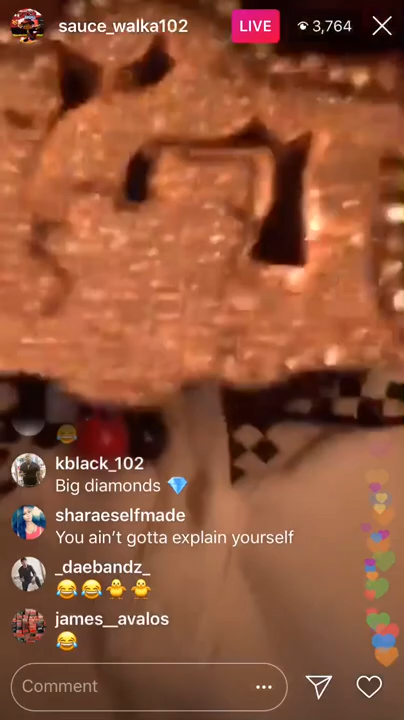 sauce_walka102
LIVE
3,764
kblack_102
Big diamonds 💎
sharaeselfmade
You ain't gotta explain yourself
_daebandz_
😂😂🐥🐥
james__avalos
😂
Comment